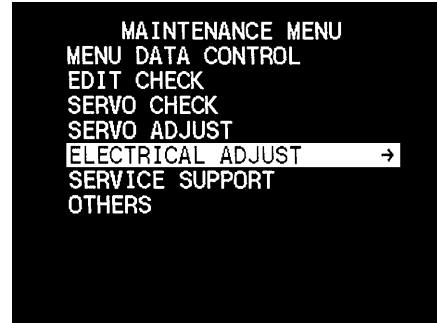 MAINTENANCE MENU
MENU DATA CONTROL
EDIT CHECK
SERVO CHECK
SERVO ADJUST
ELECTRICAL ADJUST →
SERVICE SUPPORT
OTHERS